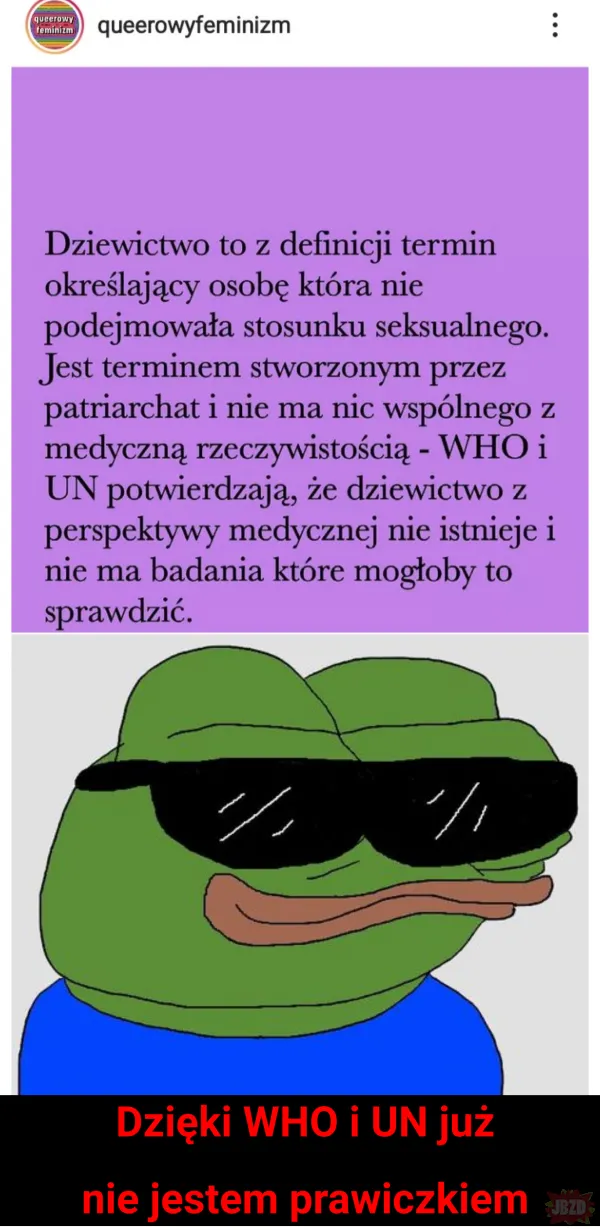 queerowy
feminizm
queerowyfeminizm
Dziewictwo to z definicji termin
określający osobę która nie
podejmowała stosunku seksualnego.
Jest terminem stworzonym przez
patriarchat i nie ma nic wspólnego z
medyczną rzeczywistością - WHO i
UN potwierdzają, że dziewictwo z
perspektywy medycznej nie istnieje i
nie ma badania które mogłoby to
sprawdzić.
Dzięki WHO i UN już
nie jestem prawiczkiem
JBZD